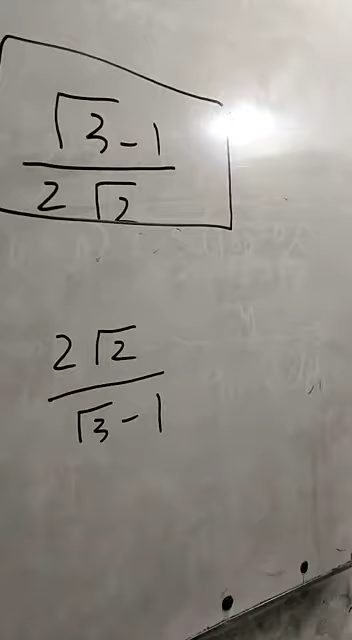 √3 - 1
2 √2
2 √2
√3 - 1